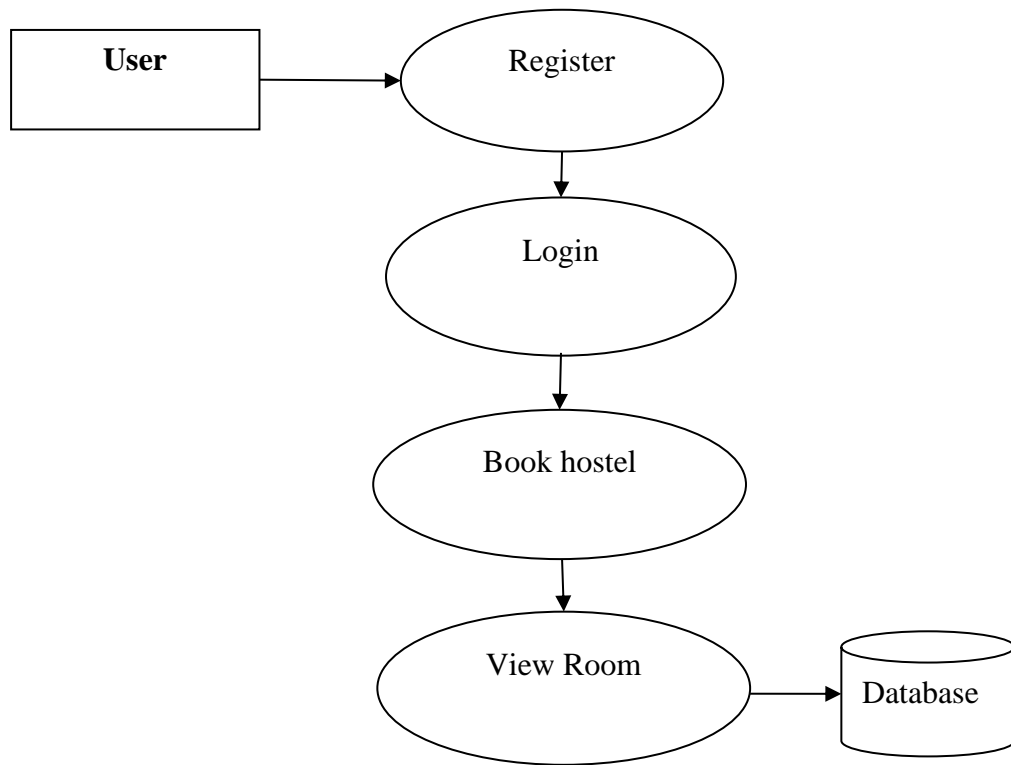 User
Register
Login
Book hostel
View Room
Database